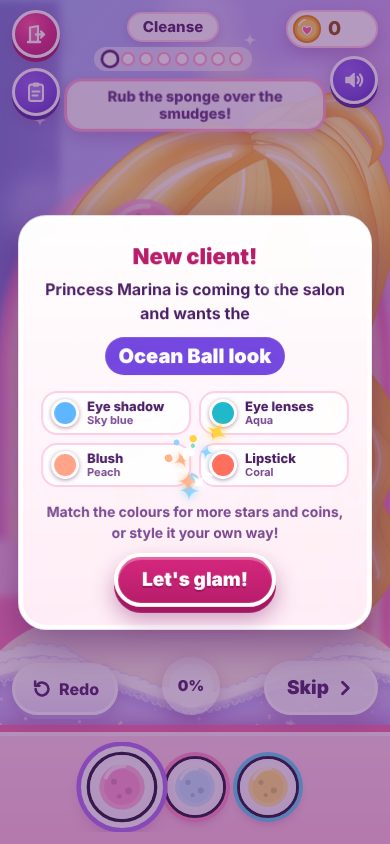 Cleanse
0
Rub the sponge over the
smudges!
New client!
Princess Marina is coming to the salon
and wants the
Ocean Ball look
Eye shadow
Sky blue
Eye lenses
Aqua
Blush
Peach
Lipstick
Coral
Match the colours for more stars and coins,
or style it your own way!
Let's glam!
Redo
0%
Skip